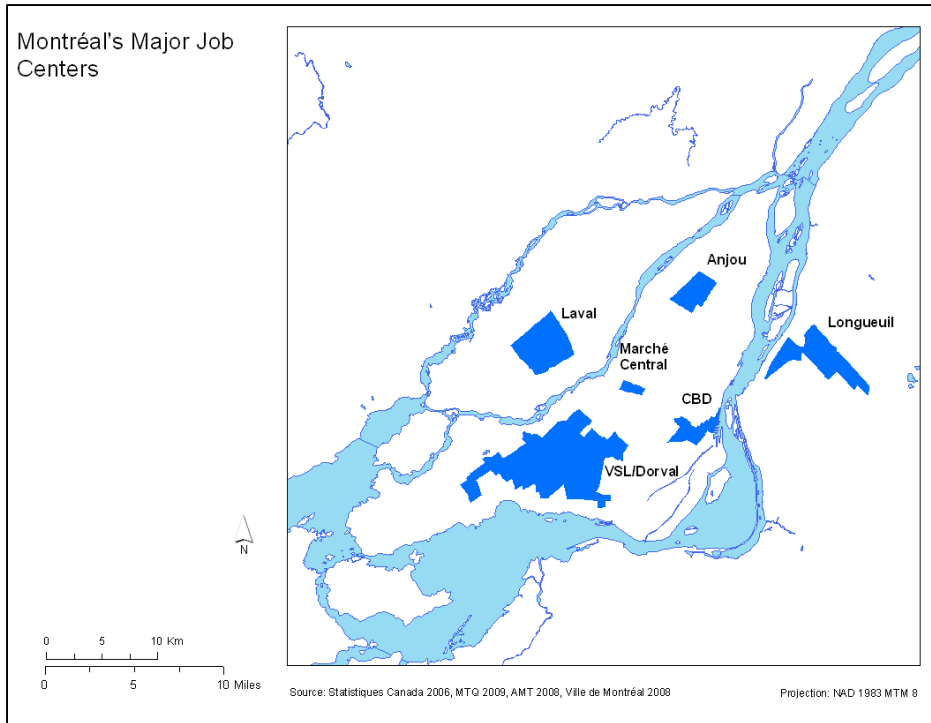 Montréal's Major Job
Centers
Anjou
Laval
Longueuil
Marché
Central
CBD
VSL/Dorval
N
0 5 10 Km
0 5 10 Miles
Source: Statistiques Canada 2006, MTQ 2009, AMT 2008, Ville de Montréal 2008
Projection: NAD 1983 MTM 8